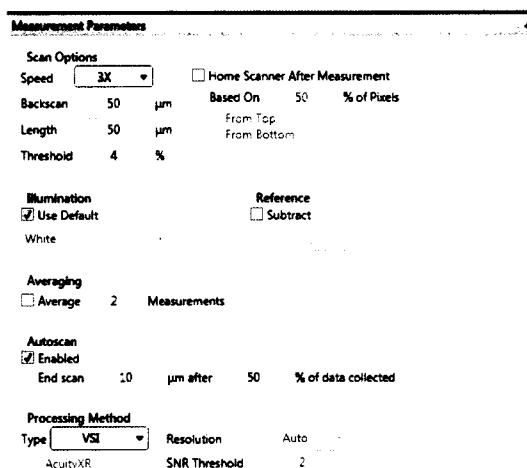 Measurement Parameters
Scan Options
Speed 3X Home Scanner After Measurement
Backscan 50 µm Based On 50 % of Pixels
From Top
Length 50 µm From Bottom
Threshold 4 %
Illumination Reference
Use Default Subtract
White
Averaging
Average 2 Measurements
Autoscan
Enabled
End scan 10 µm after 50 % of data collected
Processing Method
Type VSI Resolution Auto
AcuityXR SNR Threshold 2